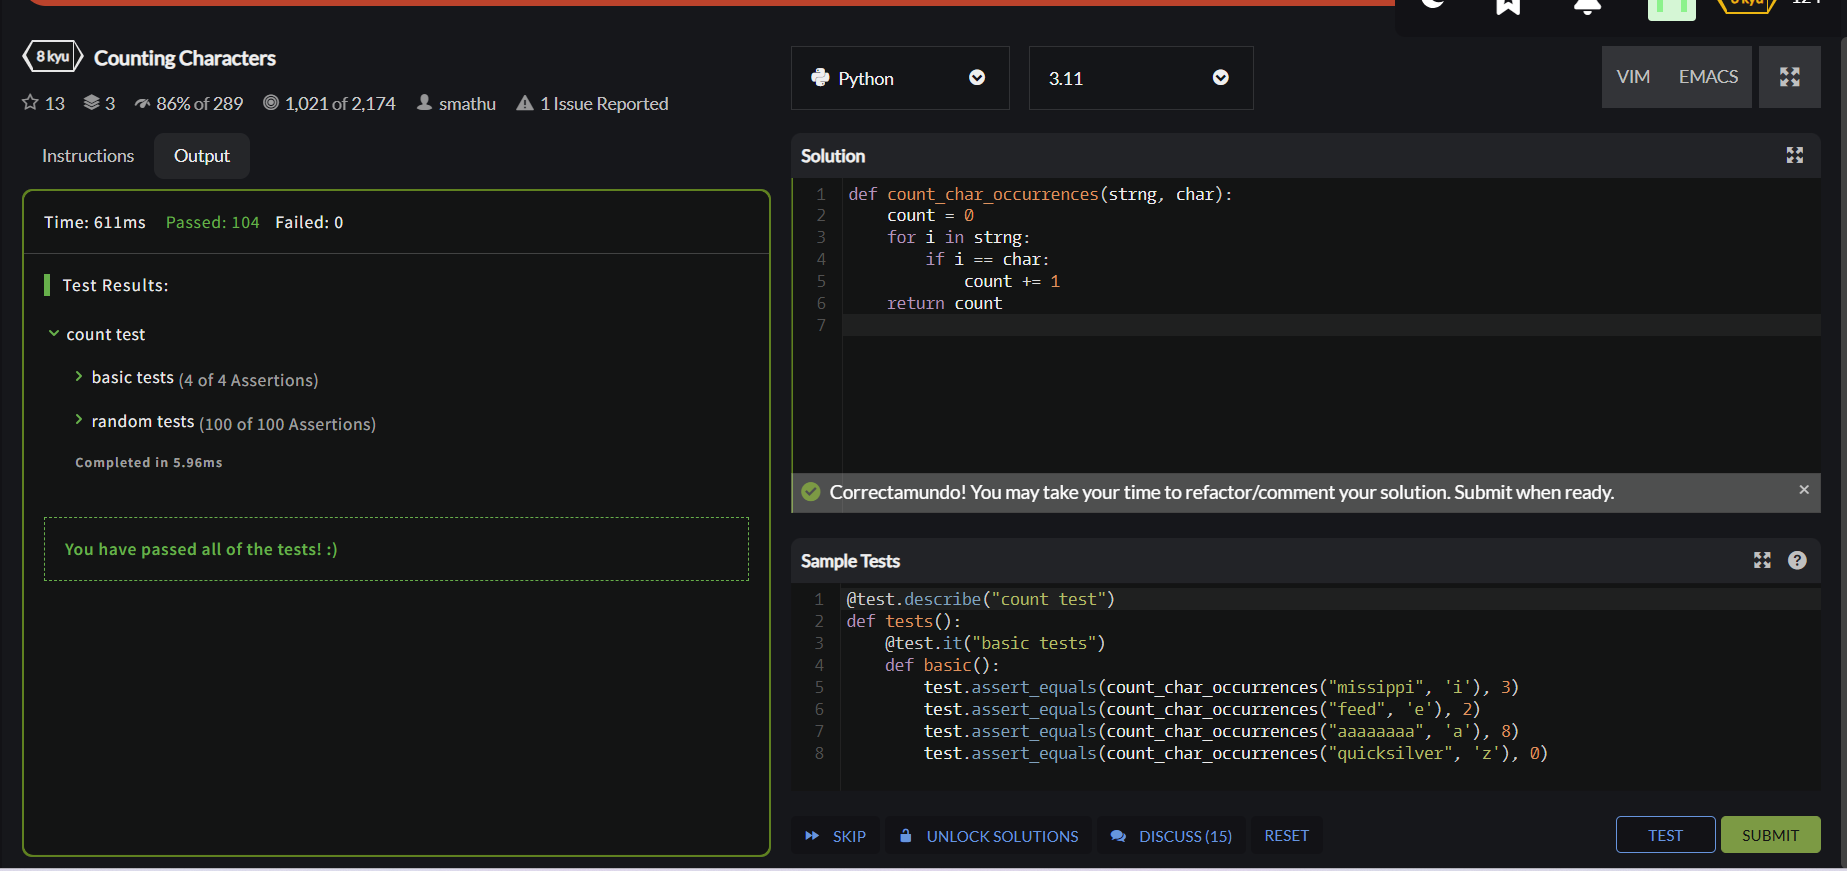 8 kyu Counting Characters
13 3 86% of 289 1,021 of 2,174 smathu 1 Issue Reported
Instructions Output
Time: 611ms Passed: 104 Failed: 0
Test Results:
count test
basic tests (4 of 4 Assertions)
random tests (100 of 100 Assertions)
Completed in 5.96ms
You have passed all of the tests! :)
Python 3.11 VIM EMACS
Solution
1 def count_char_occurrences(strng, char):
2     count = 0
3     for i in strng:
4         if i == char:
5             count += 1
6     return count
7
Correctamundo! You may take your time to refactor/comment your solution. Submit when ready.
Sample Tests
1 @test.describe("count test")
2 def tests():
3     @test.it("basic tests")
4     def basic():
5         test.assert_equals(count_char_occurrences("missippi", 'i'), 3)
6         test.assert_equals(count_char_occurrences("feed", 'e'), 2)
7         test.assert_equals(count_char_occurrences("aaaaaaaa", 'a'), 8)
8         test.assert_equals(count_char_occurrences("quicksilver", 'z'), 0)
SKIP UNLOCK SOLUTIONS DISCUSS (15) RESET TEST SUBMIT